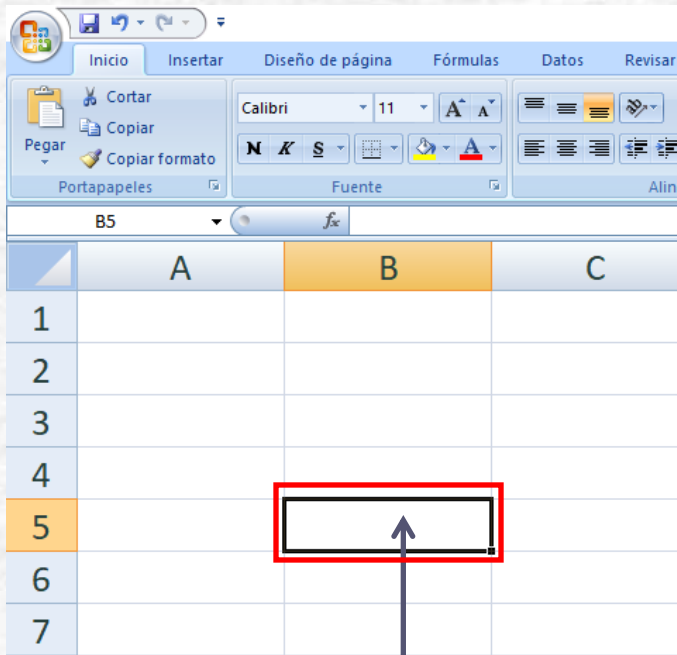 Inicio Insertar Diseño de página Fórmulas Datos Revisar
Cortar
Copiar
Copiar formato
Pegar
Portapapeles
Calibri 11 A A
N K S A
Fuente
Alin
B5 fx
A B C
1
2
3
4
5
6
7